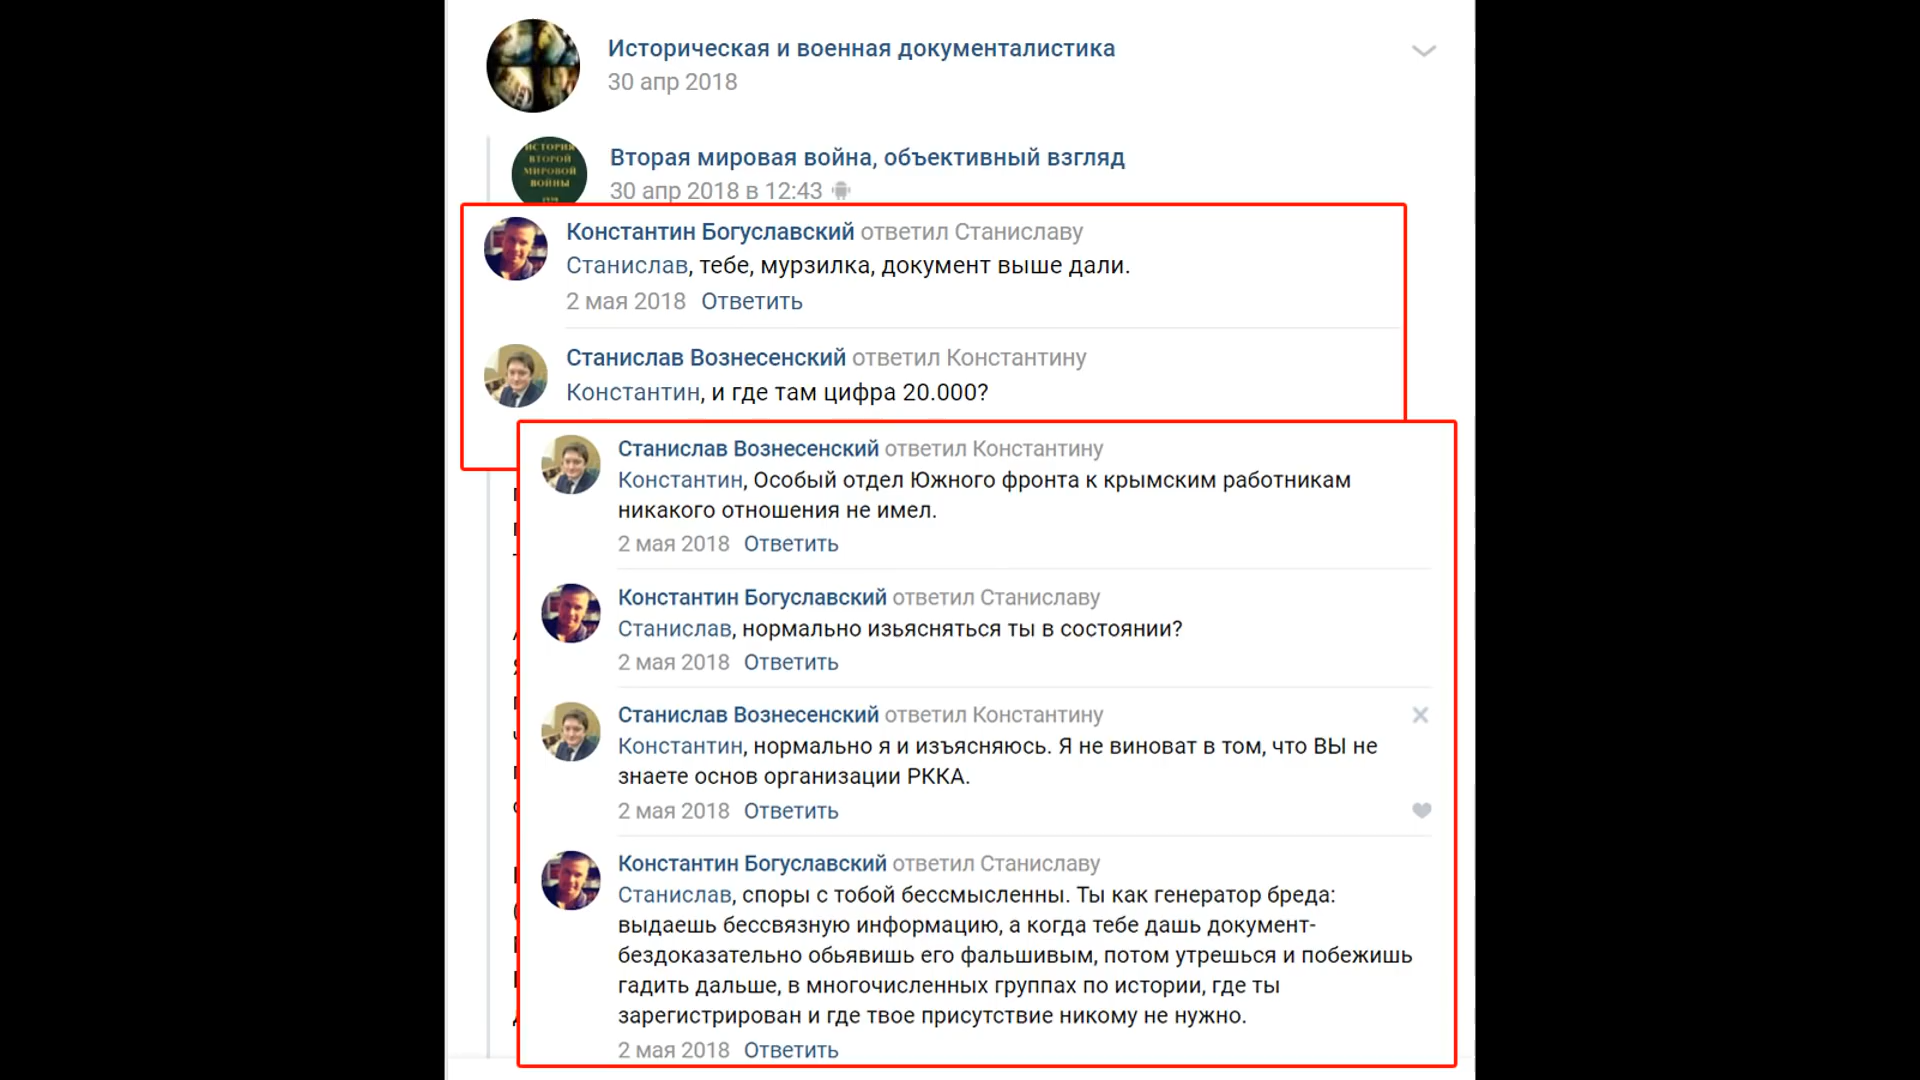 Историческая и военная документалистика
30 апр 2018
ИСТОРИЯ
ВТОРОЙ
МИРОВОЙ
ВОЙНЫ
Вторая мировая война, объективный взгляд
30 апр 2018 в 12:43
Константин Богуславский ответил Станиславу
Станислав, тебе, мурзилка, документ выше дали.
2 мая 2018 Ответить
Станислав Вознесенский ответил Константину
Константин, и где там цифра 20.000?
Станислав Вознесенский ответил Константину
Константин, Особый отдел Южного фронта к крымским работникам
никакого отношения не имел.
2 мая 2018 Ответить
Константин Богуславский ответил Станиславу
Станислав, нормально изьясняться ты в состоянии?
2 мая 2018 Ответить
Станислав Вознесенский ответил Константину
Константин, нормально я и изъясняюсь. Я не виноват в том, что ВЫ не
знаете основ организации РККА.
2 мая 2018 Ответить
Константин Богуславский ответил Станиславу
Станислав, споры с тобой бессмысленны. Ты как генератор бреда:
выдаешь бессвязную информацию, а когда тебе дашь документ-
бездоказательно обьявишь его фальшивым, потом утрешься и побежишь
гадить дальше, в многочисленных группах по истории, где ты
зарегистрирован и где твое присутствие никому не нужно.
2 мая 2018 Ответить